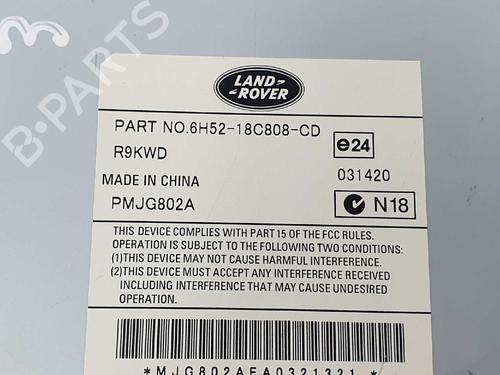 B-PARTS
LAND-
-ROVER
PART NO.6H52-18C808-CD
R9KWD
e24
MADE IN CHINA
031420
PMJG802A
N18
THIS DEVICE COMPLIES WITH PART 15 OF THE FCC RULES.
OPERATION IS SUBJECT TO THE FOLLOWING TWO CONDITIONS:
(1)THIS DEVICE MAY NOT CAUSE HARMFUL INTERFERENCE.
(2)THIS DEVICE MUST ACCEPT ANY INTERFERENCE RECEIVED
INCLUDING INTERFERENCE THAT MAY CAUSE UNDESIRED
OPERATION.
*MJG802AEA0321321*